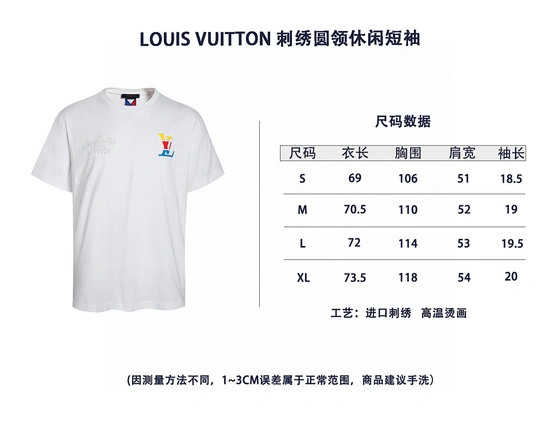 LOUIS VUITTON 刺绣圆领休闲短袖
尺码数据
尺码 衣长 胸围 肩宽 袖长
S 69 106 51 18.5
M 70.5 110 52 19
L 72 114 53 19.5
XL 73.5 118 54 20
工艺：进口刺绣 高温烫画
(因测量方法不同，1~3CM误差属于正常范围，商品建议手洗）